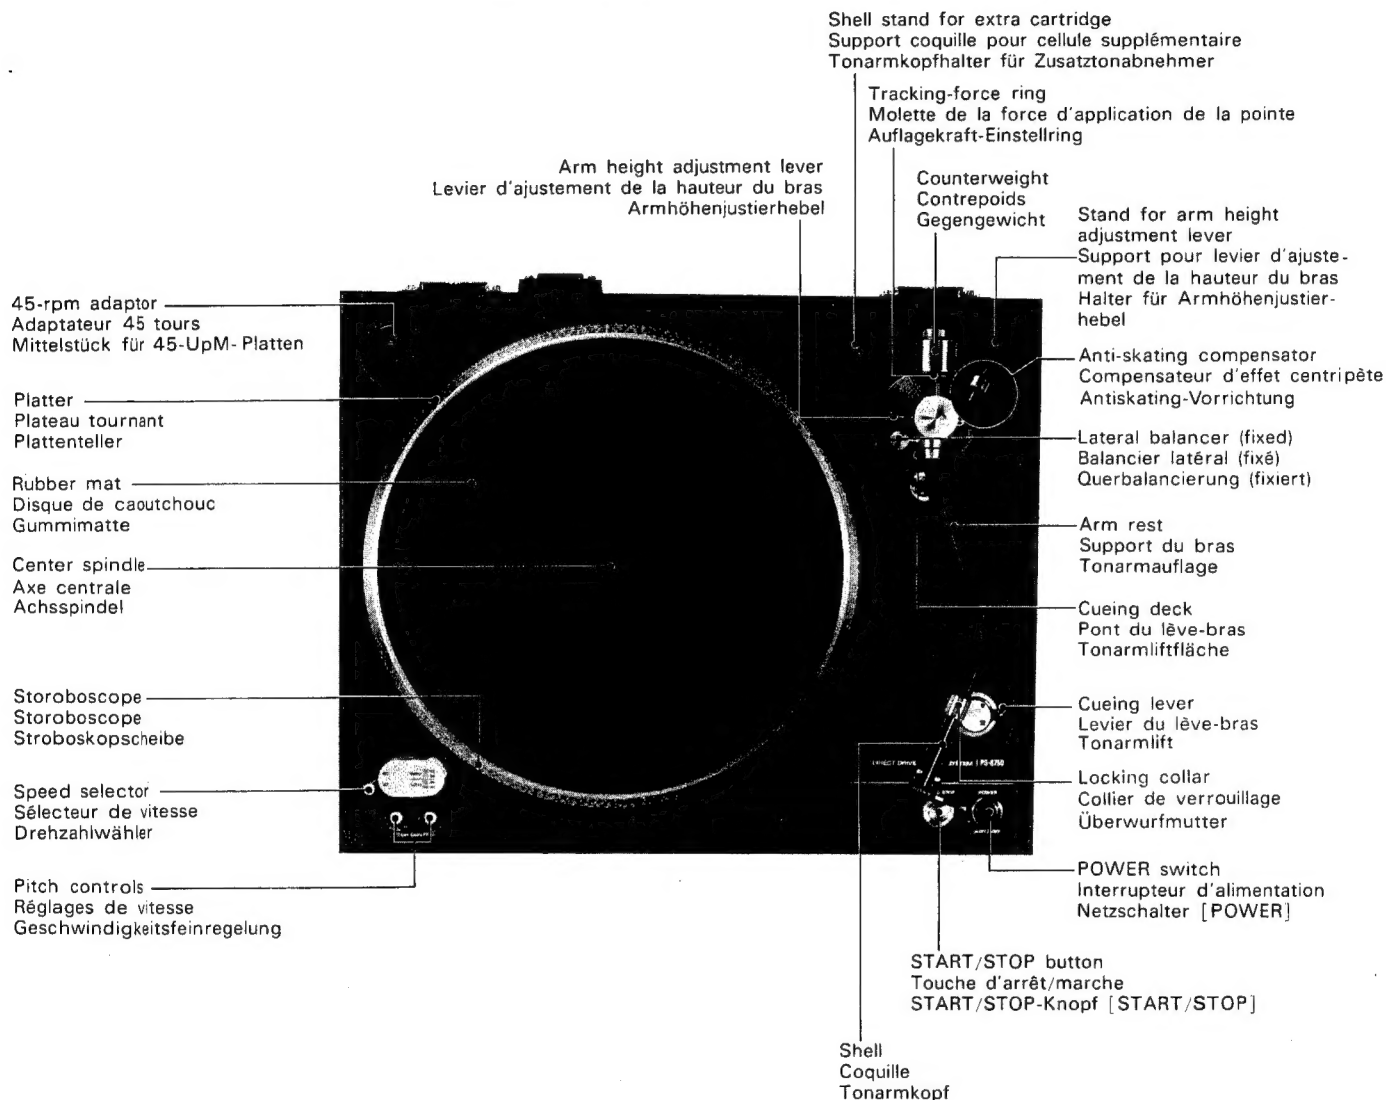 Shell stand for extra cartridge
Support coquille pour cellule supplémentaire
Tonarmkopfhalter für Zusatztonabnehmer
Tracking-force ring
Molette de la force d'application de la pointe
Auflagekraft-Einstellring
Arm height adjustment lever
Levier d'ajustement de la hauteur du bras
Armhöhenjustierhebel
Counterweight
Contrepoids
Gegengewicht
Stand for arm height
adjustment lever
Support pour levier d'ajuste-
ment de la hauteur du bras
Halter für Armhöhenjustier-
hebel
45-rpm adaptor
Adaptateur 45 tours
Mittelstück für 45-UpM-Platten
Anti-skating compensator
Compensateur d'effet centripète
Antiskating-Vorrichtung
Platter
Plateau tournant
Plattenteller
Lateral balancer (fixed)
Balancier latéral (fixé)
Querbalancierung (fixiert)
Rubber mat
Disque de caoutchouc
Gummimatte
Arm rest
Support du bras
Tonarmauflage
Center spindle
Axe centrale
Achsspindel
Cueing deck
Pont du lève-bras
Tonarmliftfläche
Storoboscope
Storoboscope
Stroboskopscheibe
Cueing lever
Levier du lève-bras
Tonarmlift
DIRECT DRIVE SYSTEM PS-8750
Speed selector
Sélecteur de vitesse
Drehzahlwähler
Locking collar
Collier de verrouillage
Überwurfmutter
POWER
Pitch controls
Réglages de vitesse
Geschwindigkeitsfeinregelung
POWER switch
Interrupteur d'alimentation
Netzschalter [POWER]
START/STOP button
Touche d'arrêt/marche
START/STOP-Knopf [START/STOP]
Shell
Coquille
Tonarmkopf